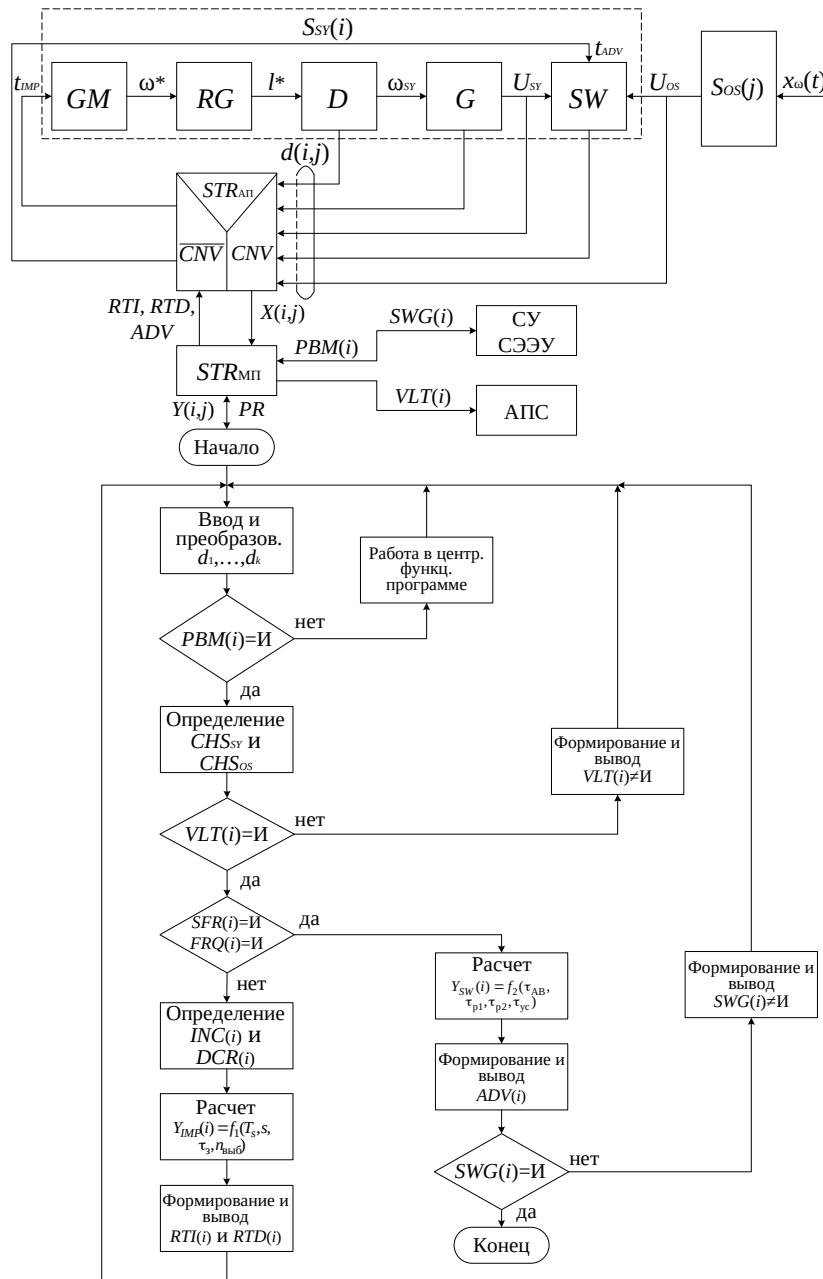 S_SY(i)
t_ADV
t_IMP
GM
ω*
RG
l*
D
ω_SY
G
U_SY
SW
U_OS
S_OS(j)
x_ω(t)
d(i,j)
STR_АП
C̅N̅V̅
CNV
RTI, RTD,
ADV
X(i,j)
SWG(i)
СУ
СЭЭУ
PBM(i)
STR_МП
VLT(i)
АПС
Y(i,j)
PR
Начало
Ввод и
преобразов.
d₁,…,d_k
Работа в центр.
функц.
программе
нет
PBM(i)=И
да
Определение
CHS_SY и
CHS_OS
Формирование и
вывод
VLT(i)≠И
нет
VLT(i)=И
да
SFR(i)=И
FRQ(i)=И
да
нет
Расчет
Y_SW(i) = f₂(τ_АВ,
τ_р1,τ_р2,τ_ус)
Формирование и
вывод
SWG(i)≠И
Определение
INC(i) и
DCR(i)
Формирование и
вывод
ADV(i)
Расчет
Y_IMP(i)=f₁(T_s,s,
τ_з,n_выб)
SWG(i)=И
нет
да
Формирование и
вывод
RTI(i) и RTD(i)
Конец